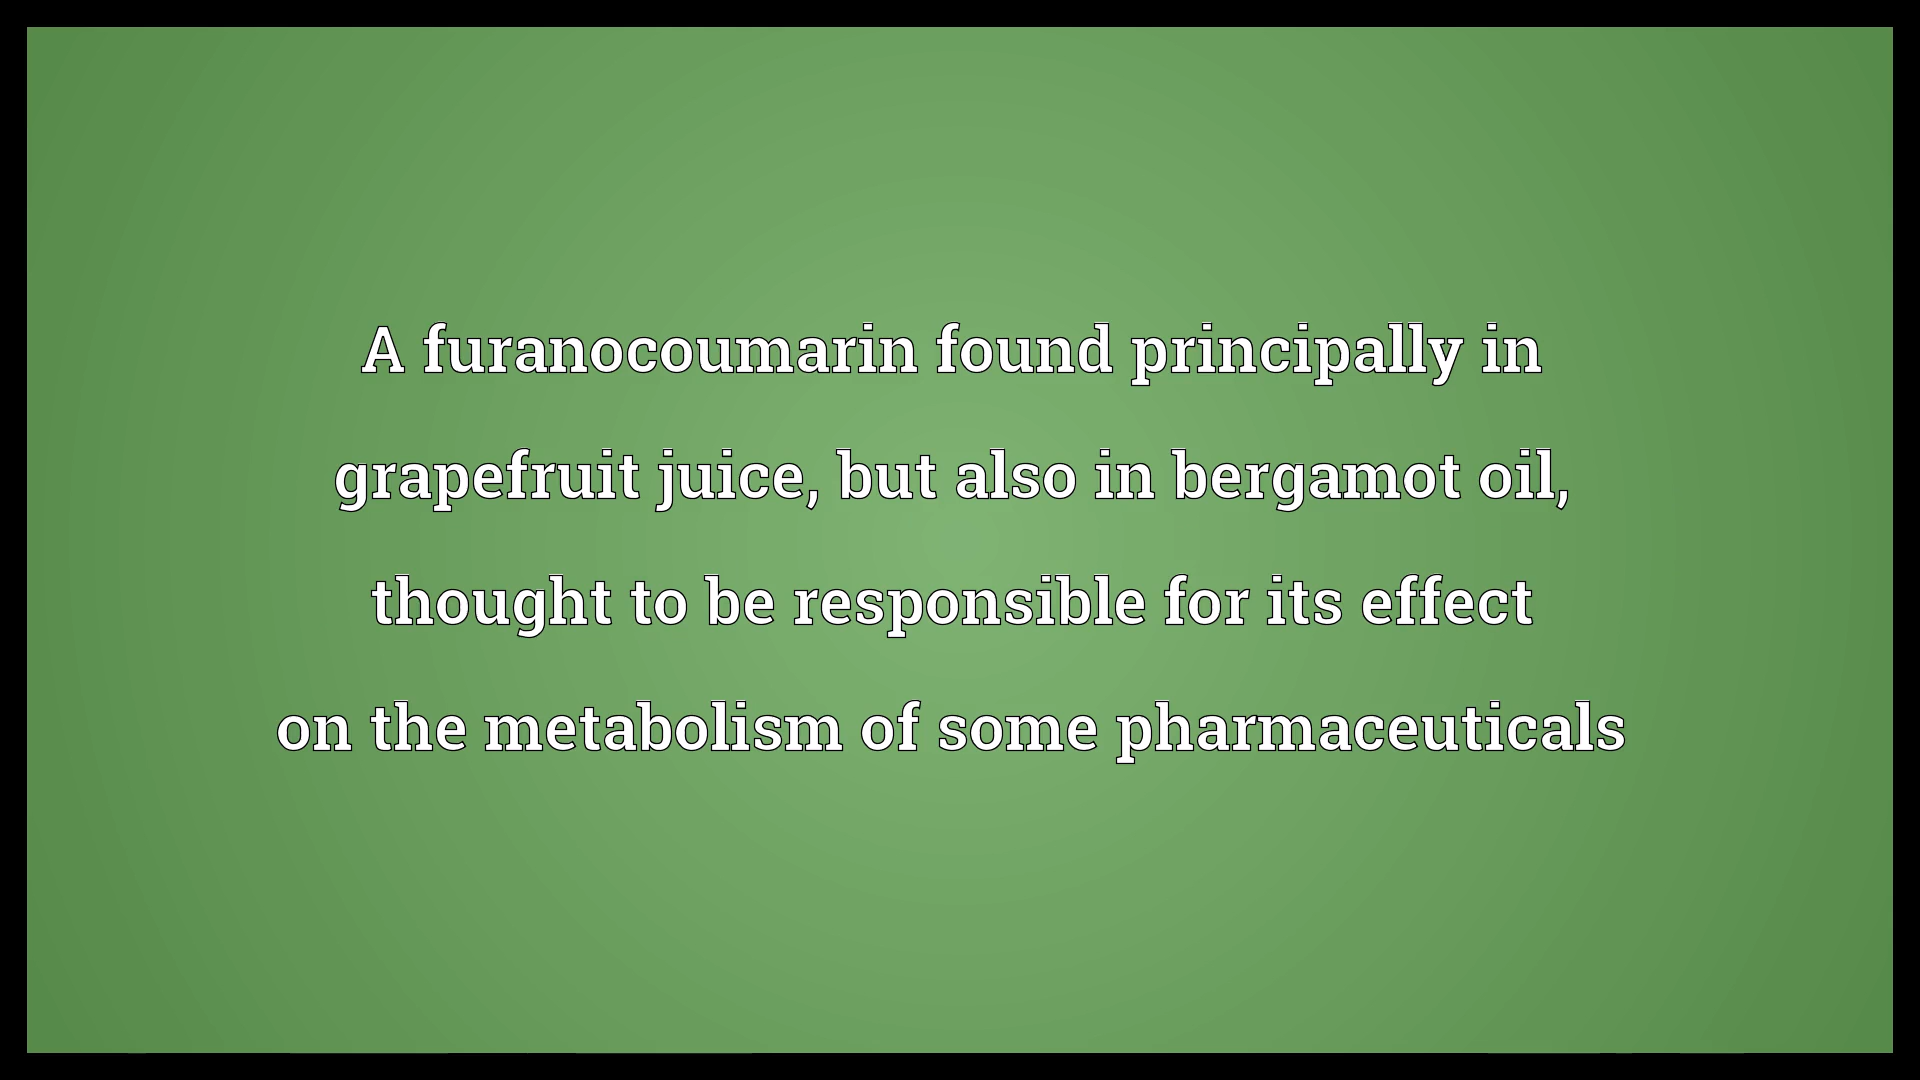 A furanocoumarin found principally in
grapefruit juice, but also in bergamot oil,
thought to be responsible for its effect
on the metabolism of some pharmaceuticals